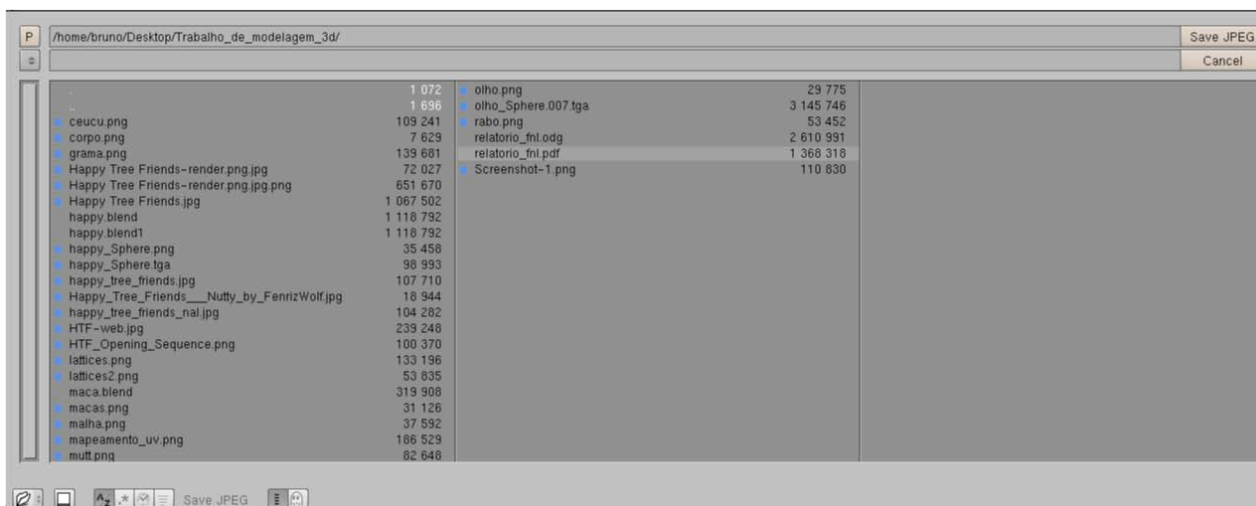 P /home/bruno/Desktop/Trabalho_de_modelagem_3d/ Save JPEG
Cancel
. 1 072
.. 1 696
ceucu.png 109 241
corpo.png 7 629
grama.png 139 681
Happy Tree Friends-render.png.jpg 72 027
Happy Tree Friends-render.png.jpg.png 651 670
Happy Tree Friends.jpg 1 067 502
happy.blend 1 118 792
happy.blend1 1 118 792
happy_Sphere.png 35 458
happy_Sphere.tga 98 993
happy_tree_friends.jpg 107 710
Happy_Tree_Friends___Nutty_by_FenrizWolf.jpg 18 944
happy_tree_friends_nal.jpg 104 282
HTF-web.jpg 239 248
HTF_Opening_Sequence.png 100 370
lattices.png 133 196
lattices2.png 53 835
maca.blend 319 908
macas.png 31 126
malha.png 37 592
mapeamento_uv.png 186 529
mutt.png 82 648
olho.png 29 775
olho_Sphere.007.tga 3 145 746
rabo.png 53 452
relatorio_fnl.odg 2 610 991
relatorio_fnl.pdf 1 368 318
Screenshot-1.png 110 830
Save JPEG